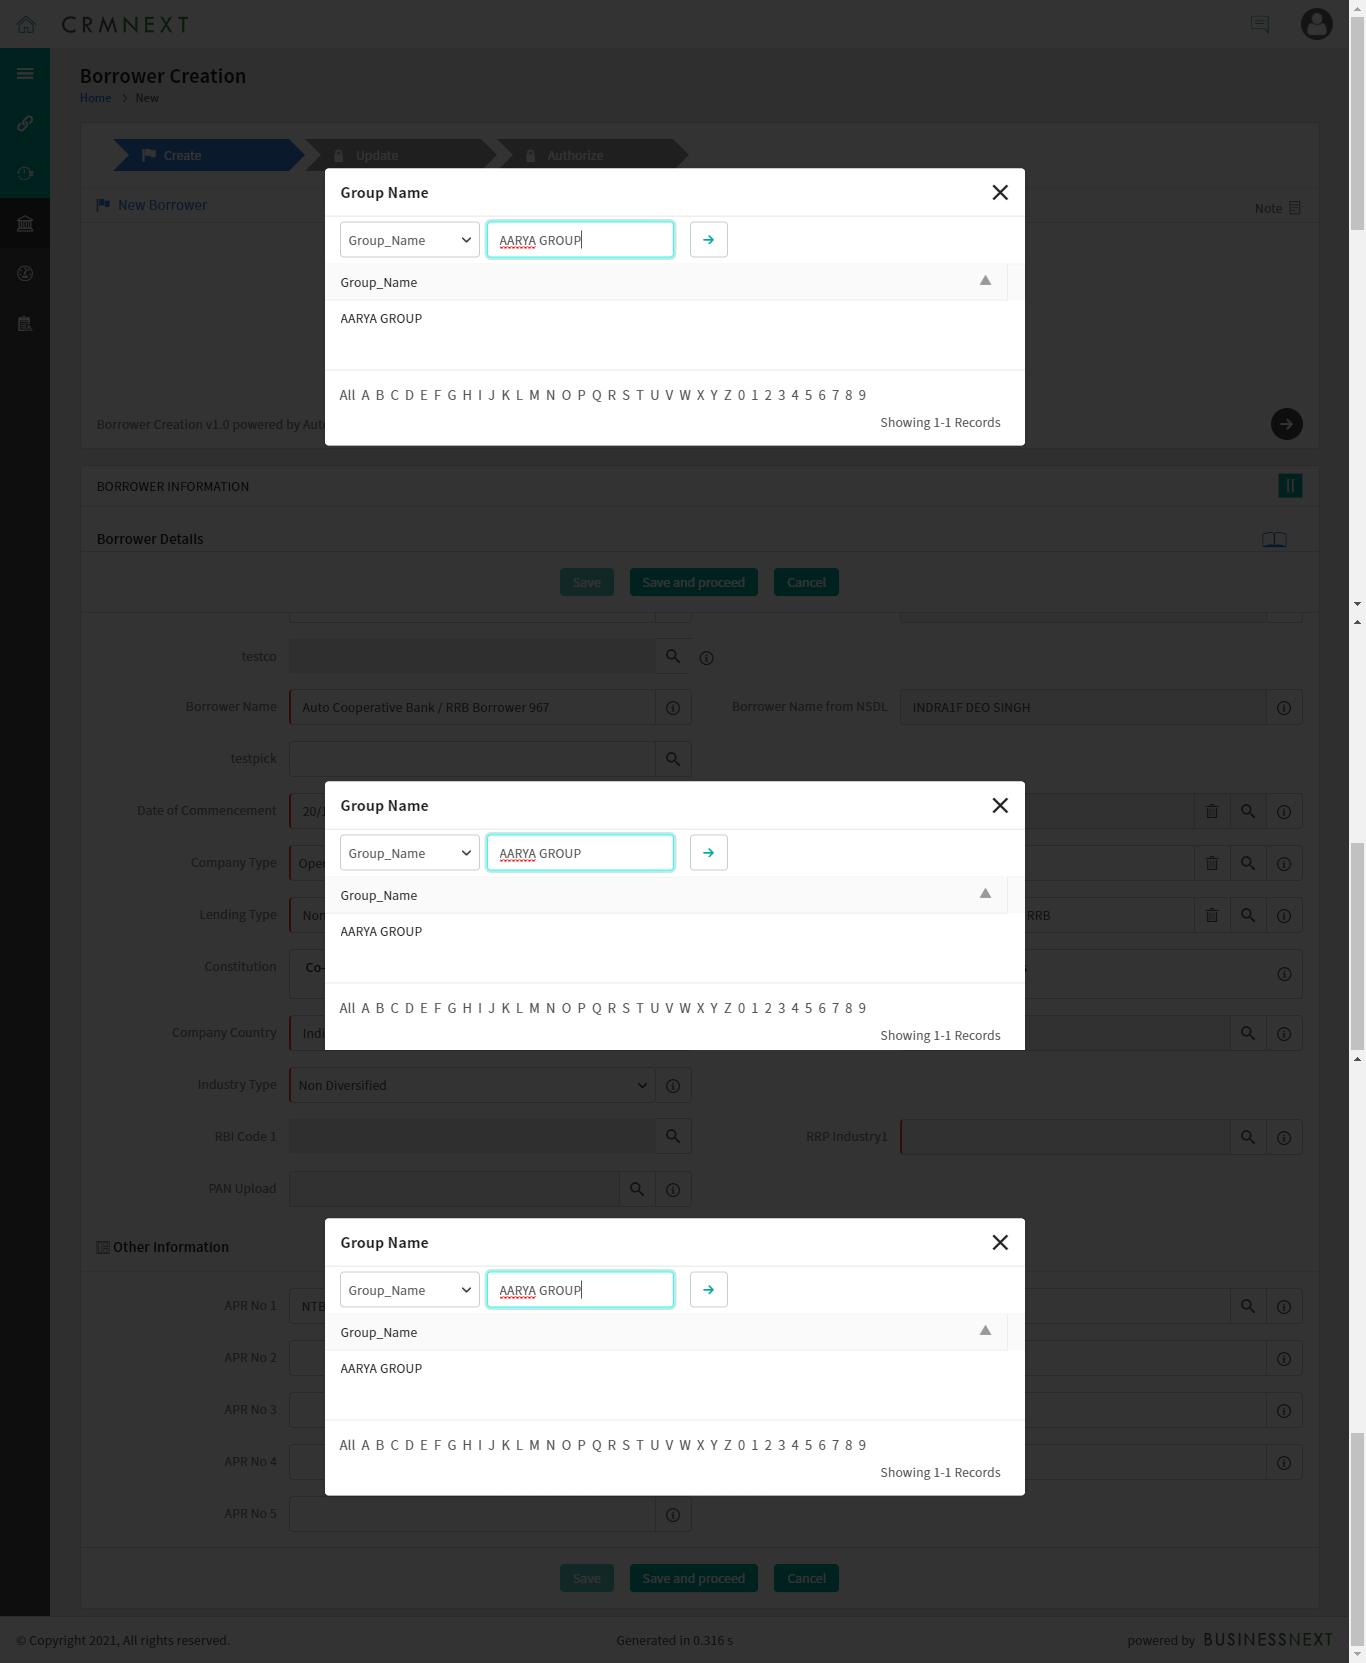 CRMNEXT
Borrower Creation
Home > New
Create Update Authorize
New Borrower Note
Group Name
Group_Name AARYA GROUP
Group_Name
AARYA GROUP
All A B C D E F G H I J K L M N O P Q R S T U V W X Y Z 0 1 2 3 4 5 6 7 8 9
Showing 1-1 Records
Borrower Creation v1.0 powered by Aut
BORROWER INFORMATION
Borrower Details
Save Save and proceed Cancel
testco
Borrower Name Auto Cooperative Bank / RRB Borrower 967 Borrower Name from NSDL INDRA1F DEO SINGH
testpick
Group Name
Date of Commencement 20/
Group_Name AARYA GROUP
Company Type Oper
Group_Name
Lending Type Non RRB
AARYA GROUP
Constitution Co-
All A B C D E F G H I J K L M N O P Q R S T U V W X Y Z 0 1 2 3 4 5 6 7 8 9
Company Country Indi
Showing 1-1 Records
Industry Type Non Diversified
RBI Code 1 RRP Industry1
PAN Upload
Other Information
Group Name
APR No 1 NTB
Group_Name AARYA GROUP
Group_Name
APR No 2
AARYA GROUP
APR No 3
All A B C D E F G H I J K L M N O P Q R S T U V W X Y Z 0 1 2 3 4 5 6 7 8 9
APR No 4
Showing 1-1 Records
APR No 5
Save Save and proceed Cancel
© Copyright 2021, All rights reserved. Generated in 0.316 s powered by BUSINESSNEXT